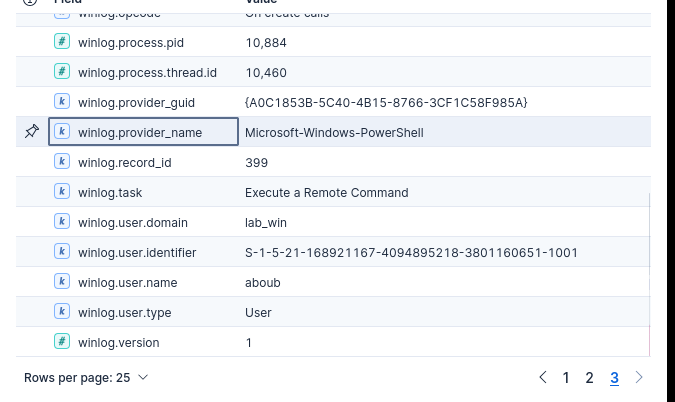 Field Value
winlog.opcode On create calls
winlog.process.pid 10,884
winlog.process.thread.id 10,460
winlog.provider_guid {A0C1853B-5C40-4B15-8766-3CF1C58F985A}
k winlog.provider_name Microsoft-Windows-PowerShell
k winlog.record_id 399
k winlog.task Execute a Remote Command
k winlog.user.domain lab_win
k winlog.user.identifier S-1-5-21-168921167-4094895218-3801160651-1001
k winlog.user.name aboub
k winlog.user.type User
# winlog.version 1
Rows per page: 25 1 2 3